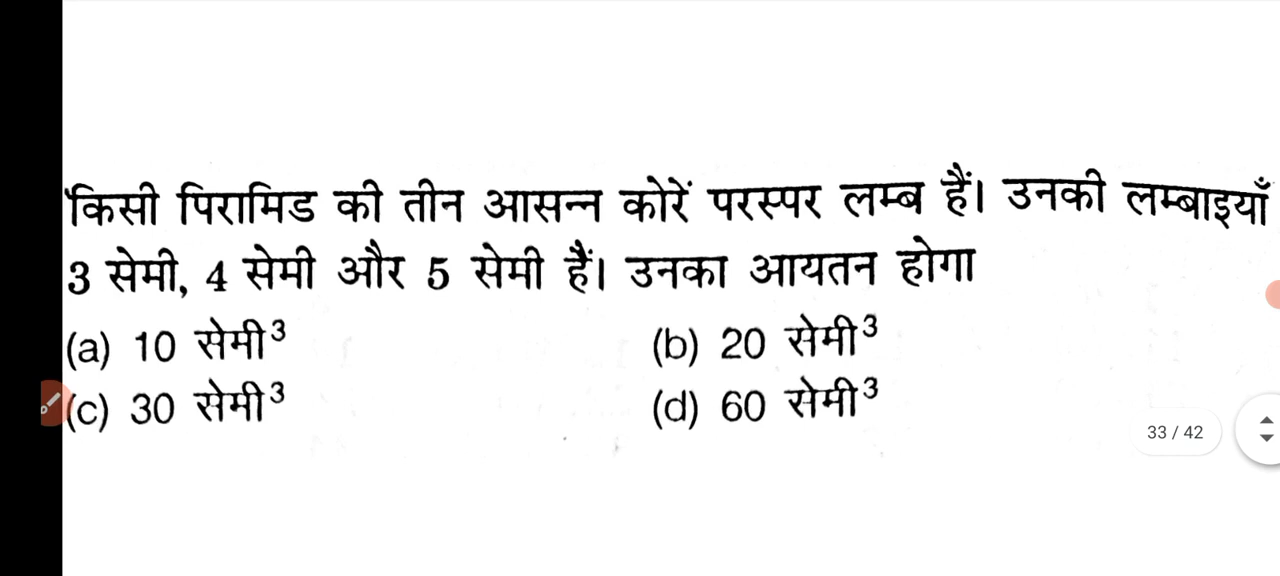 किसी पिरामिड की तीन आसन्न कोरें परस्पर लम्ब हैं। उनकी लम्बाइयाँ
3 सेमी, 4 सेमी और 5 सेमी हैं। उनका आयतन होगा
(a) 10 सेमी³ (b) 20 सेमी³
(c) 30 सेमी³ (d) 60 सेमी³
33 / 42